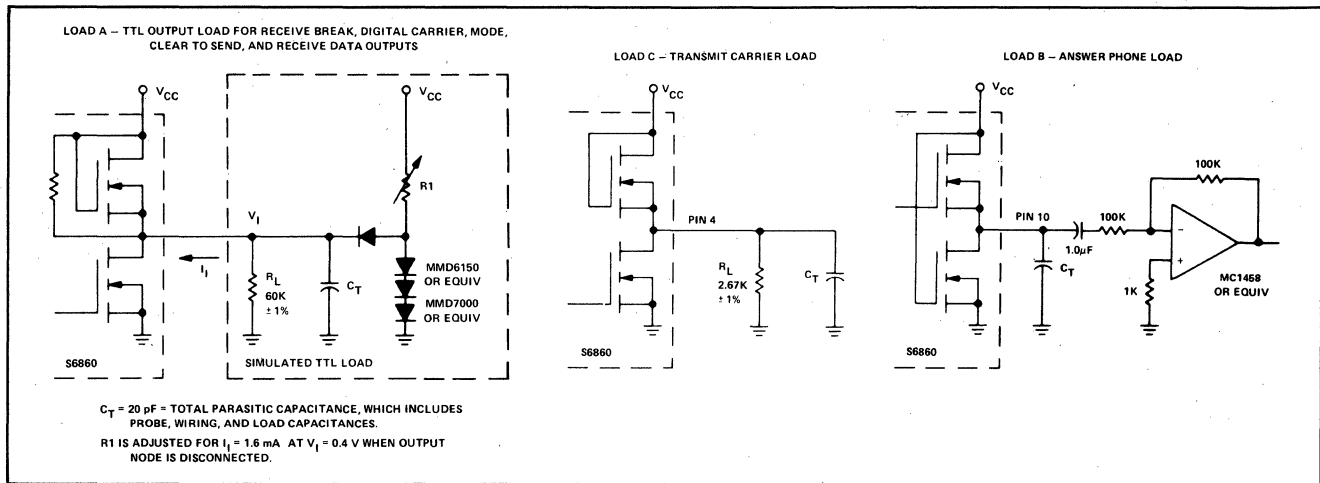 LOAD A – TTL OUTPUT LOAD FOR RECEIVE BREAK, DIGITAL CARRIER, MODE,
CLEAR TO SEND, AND RECEIVE DATA OUTPUTS
VCC
VCC
R1
VI
II
RL
60K
± 1%
CT
MMD6150
OR EQUIV
MMD7000
OR EQUIV
S6860
SIMULATED TTL LOAD
CT = 20 pF = TOTAL PARASITIC CAPACITANCE, WHICH INCLUDES
PROBE, WIRING, AND LOAD CAPACITANCES.
R1 IS ADJUSTED FOR II = 1.6 mA AT VI = 0.4 V WHEN OUTPUT
NODE IS DISCONNECTED.
LOAD C – TRANSMIT CARRIER LOAD
VCC
PIN 4
RL
2.67K
± 1%
CT
S6860
LOAD B – ANSWER PHONE LOAD
VCC
100K
PIN 10
100K
1.0µF
CT
–
+
1K
MC1458
OR EQUIV
S6860